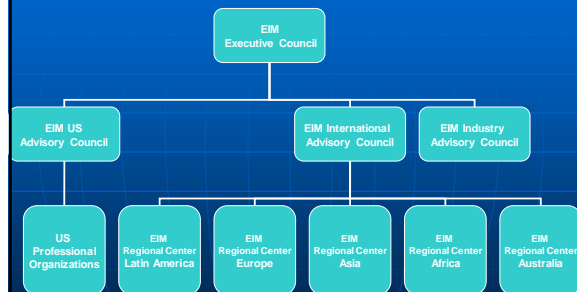 EIM
Executive Council
EIM US
Advisory Council
EIM International
Advisory Council
EIM Industry
Advisory Council
US
Professional
Organizations
EIM
Regional Center
Latin America
EIM
Regional Center
Europe
EIM
Regional Center
Asia
EIM
Regional Center
Africa
EIM
Regional Center
Australia